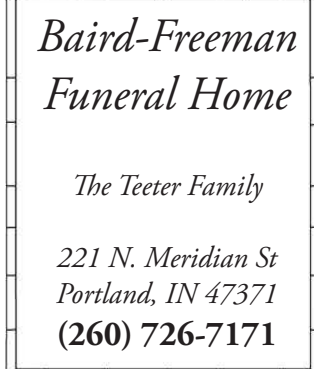 Baird-Freeman
Funeral Home
The Teeter Family
221 N. Meridian St
Portland, IN 47371
(260) 726-7171